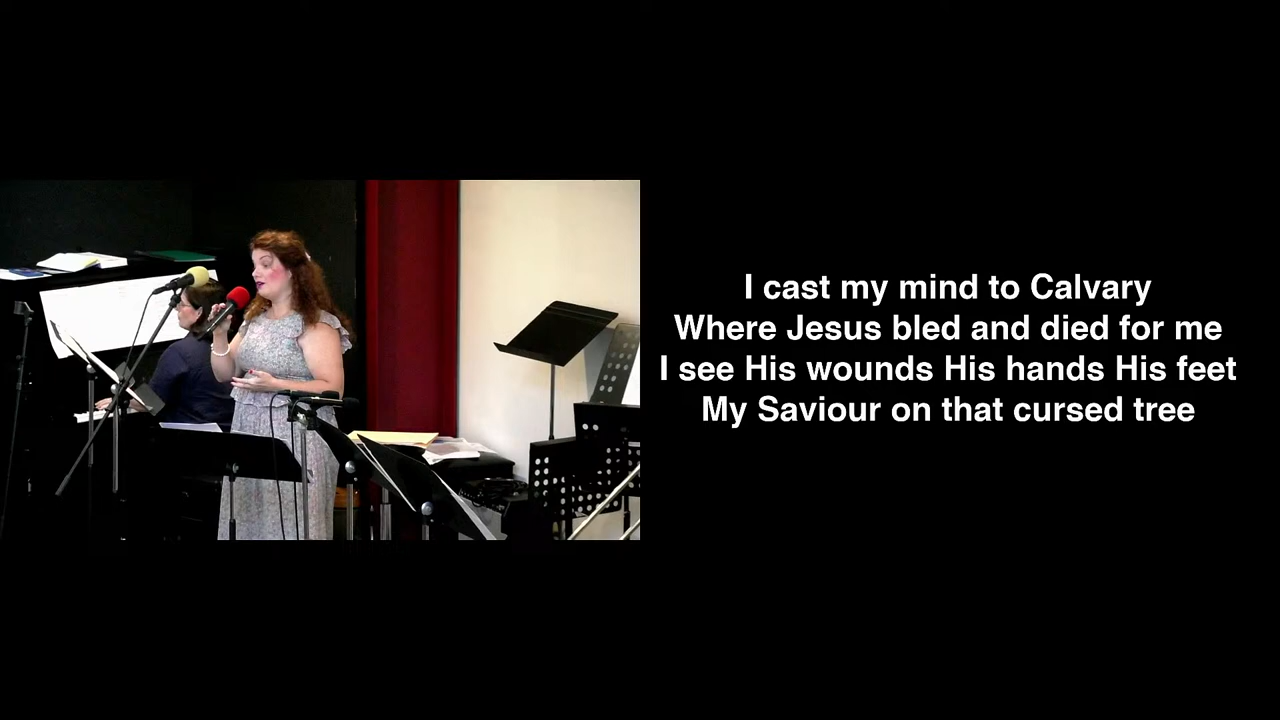 I cast my mind to Calvary
Where Jesus bled and died for me
I see His wounds His hands His feet
My Saviour on that cursed tree